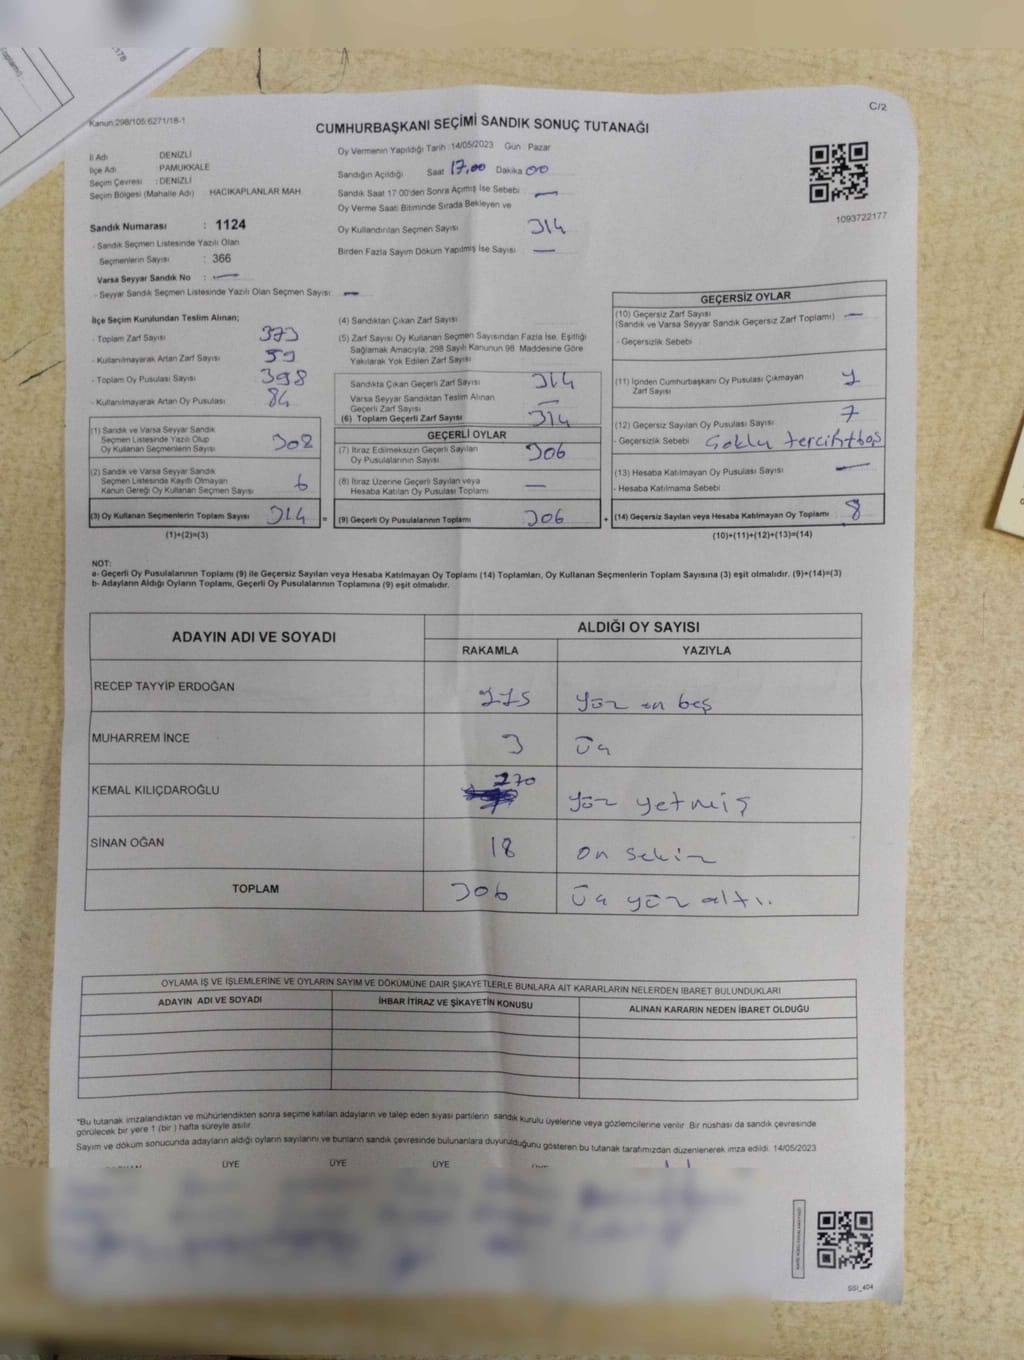 C/2
Kanun:298/105;6271/18-1
CUMHURBAŞKANI SEÇİMİ SANDIK SONUÇ TUTANAĞI
İl Adı DENİZLİ
İlçe Adı PAMUKKALE
Seçim Çevresi : DENİZLİ
Seçim Bölgesi (Mahalle Adı) HACIKAPLANLAR MAH.
Sandık Numarası : 1124
- Sandık Seçmen Listesinde Yazılı Olan
Seçmenlerin Sayısı : 366
Varsa Seyyar Sandık No : —
- Seyyar Sandık Seçmen Listesinde Yazılı Olan Seçmen Sayısı: —
Oy Vermenin Yapıldığı Tarih :14/05/2023 Gün : Pazar
Sandığın Açıldığı Saat 17.00 Dakika 00
Sandık Saat 17:00'den Sonra Açımış İse Sebebi —
Oy Verme Saati Bitiminde Sırada Bekleyen ve
Oy Kullandırılan Seçmen Sayısı 314
Birden Fazla Sayım Döküm Yapılmış İse Sayısı —
1093722177
İlçe Seçim Kurulundan Teslim Alınan;
- Toplam Zarf Sayısı 373
- Kullanılmayarak Artan Zarf Sayısı 59
- Toplam Oy Pusulası Sayısı 398
- Kullanılmayarak Artan Oy Pusulası 84
(1) Sandık ve Varsa Seyyar Sandık
Seçmen Listesinde Yazılı Olup
Oy Kullanan Seçmenlerin Sayısı 308
(2) Sandık ve Varsa Seyyar Sandık
Seçmen Listesinde Kayıtlı Olmayan
Kanun Gereği Oy Kullanan Seçmen Sayısı 6
(3) Oy Kullanan Seçmenlerin Toplam Sayısı 314 =
(1)+(2)=(3)
(4) Sandıktan Çıkan Zarf Sayısı
(5) Zarf Sayısı Oy Kullanan Seçmen Sayısından Fazla İse, Eşitliği
Sağlamak Amacıyla, 298 Sayılı Kanunun 98. Maddesine Göre
Yakılarak Yok Edilen Zarf Sayısı
Sandıkta Çıkan Geçerli Zarf Sayısı 314
Varsa Seyyar Sandıktan Teslim Alınan
Geçerli Zarf Sayısı —
(6) Toplam Geçerli Zarf Sayısı 314
GEÇERLİ OYLAR
(7) İtiraz Edilmeksizin Geçerli Sayılan
Oy Pusulalarının Sayısı 306
(8) İtiraz Üzerine Geçerli Sayılan veya
Hesaba Katılan Oy Pusulası Toplamı —
(9) Geçerli Oy Pusulalarının Toplamı 306 +
GEÇERSİZ OYLAR
(10) Geçersiz Zarf Sayısı —
(Sandık ve Varsa Seyyar Sandık Geçersiz Zarf Toplamı)
- Geçersizlik Sebebi
(11) İçinden Cumhurbaşkanı Oy Pusulası Çıkmayan
Zarf Sayısı 1
(12) Geçersiz Sayılan Oy Pusulası Sayısı 7
- Geçersizlik Sebebi
(13) Hesaba Katılmayan Oy Pusulası Sayısı —
- Hesaba Katılmama Sebebi
(14) Geçersiz Sayılan veya Hesaba Katılmayan Oy Toplamı 8
(10)+(11)+(12)+(13)=(14)
NOT:
a- Geçerli Oy Pusulalarının Toplamı (9) ile Geçersiz Sayılan veya Hesaba Katılmayan Oy Toplamı (14) Toplamları, Oy Kullanan Seçmenlerin Toplam Sayısına (3) eşit olmalıdır. (9)+(14)=(3)
b- Adayların Aldığı Oyların Toplamı, Geçerli Oy Pusulalarının Toplamına (9) eşit olmalıdır.
ADAYIN ADI VE SOYADI ALDIĞI OY SAYISI
RAKAMLA YAZIYLA
RECEP TAYYİP ERDOĞAN 115 yüz on beş
MUHARREM İNCE 3 üç
KEMAL KILIÇDAROĞLU 170 yüz yetmiş
SİNAN OĞAN 18 on sekiz
TOPLAM 306 üç yüz altı
OYLAMA İŞ VE İŞLEMLERİNE VE OYLARIN SAYIM VE DÖKÜMÜNE DAİR ŞİKAYETLERLE BUNLARA AİT KARARLARIN NELERDEN İBARET BULUNDUKLARI
ADAYIN ADI VE SOYADI İHBAR İTİRAZ VE ŞİKAYETİN KONUSU ALINAN KARARIN NEDEN İBARET OLDUĞU
*Bu tutanak imzalandıktan ve mühürlendikten sonra seçime katılan adayların ve talep eden siyasi partilerin sandık kurulu üyelerine veya gözlemcilerine verilir. Bir nüshası da sandık çevresinde
görülecek bir yere 1 (bir ) hafta süreyle asılır.
Sayım ve döküm sonucunda adayların aldığı oyların sayılarını ve bunların sandık çevresinde bulunanlara duyurulduğunu gösteren bu tutanak tarafımızdan düzenlenerek imza edildi. 14/05/2023
ÜYE ÜYE ÜYE
SSİ_404